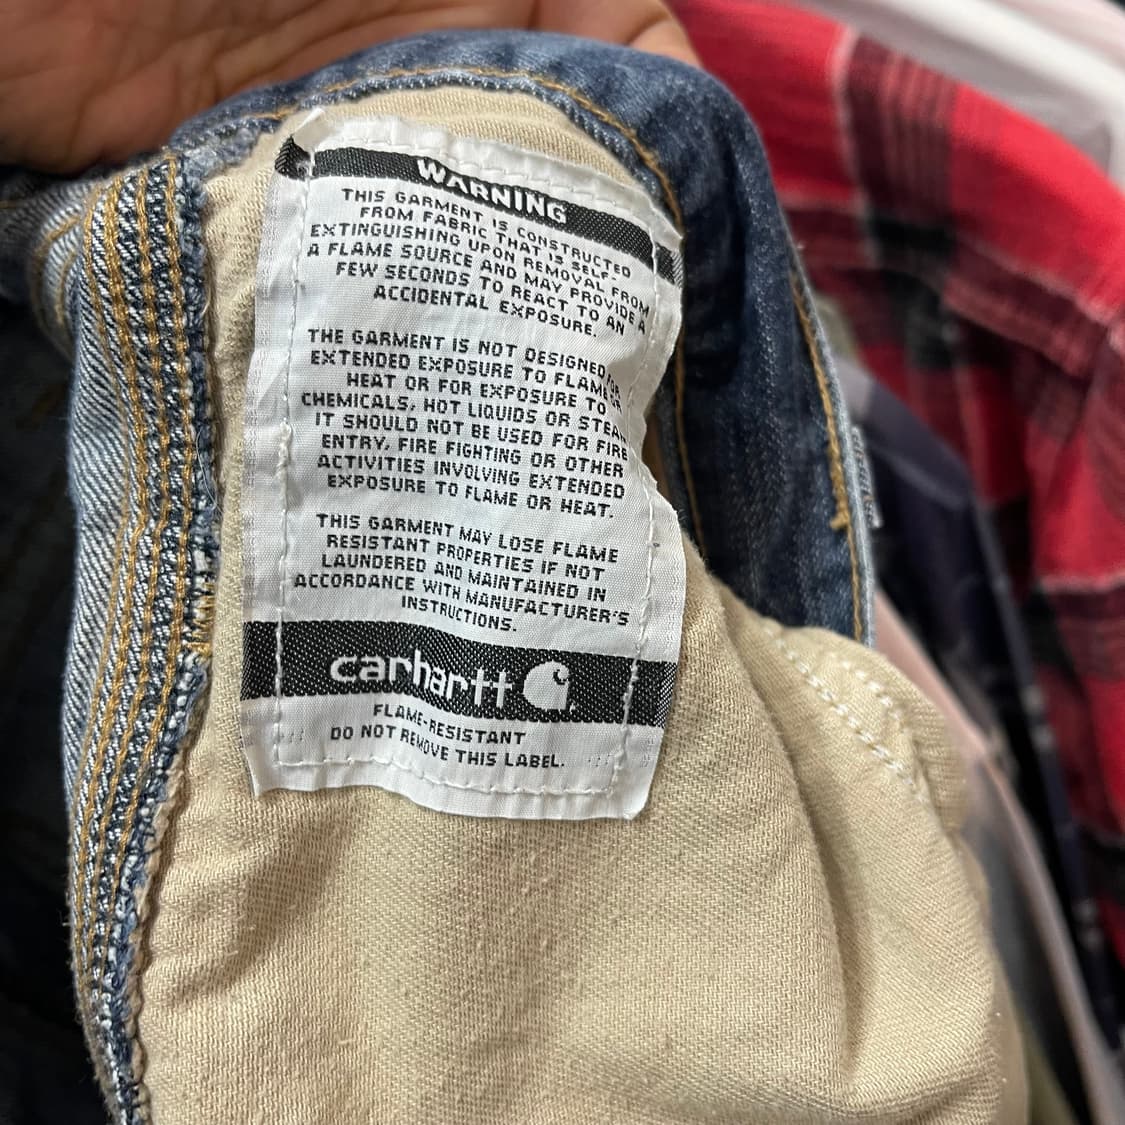 WARNING
THIS GARMENT IS CONSTRUCTED
FROM FABRIC THAT IS SELF-
EXTINGUISHING UPON REMOVAL FROM
A FLAME SOURCE AND MAY PROVIDE A
FEW SECONDS TO REACT TO AN
ACCIDENTAL EXPOSURE.
THE GARMENT IS NOT DESIGNED FOR
EXTENDED EXPOSURE TO FLAME OR
HEAT OR FOR EXPOSURE TO
CHEMICALS, HOT LIQUIDS OR STEAM
IT SHOULD NOT BE USED FOR FIRE
ENTRY, FIRE FIGHTING OR OTHER
ACTIVITIES INVOLVING EXTENDED
EXPOSURE TO FLAME OR HEAT.
THIS GARMENT MAY LOSE FLAME
RESISTANT PROPERTIES IF NOT
LAUNDERED AND MAINTAINED IN
ACCORDANCE WITH MANUFACTURER'S
INSTRUCTIONS.
carhartt
FLAME-RESISTANT
DO NOT REMOVE THIS LABEL.